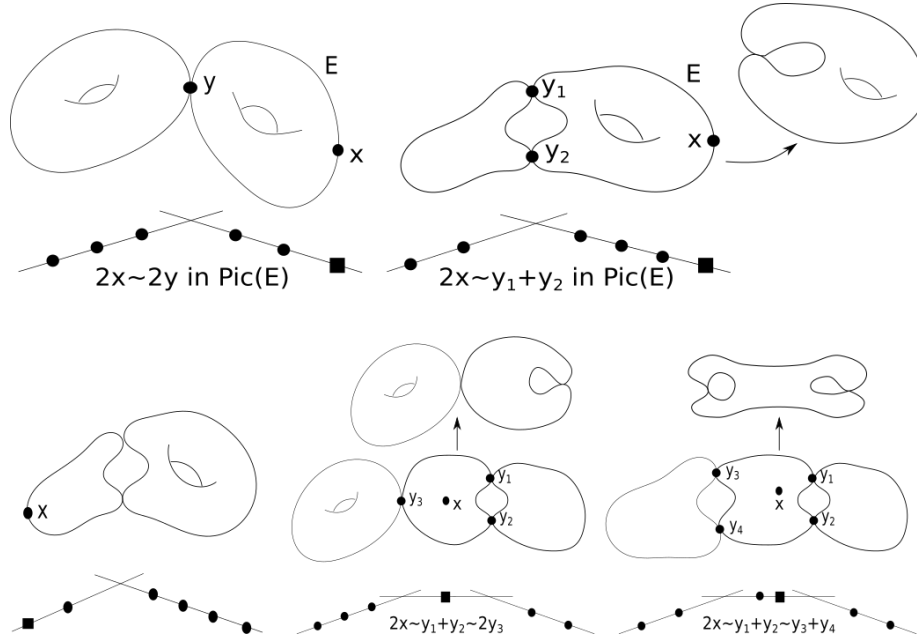 E
y
x
E
y₁
y₂
x
2x~2y in Pic(E)
2x~y₁+y₂ in Pic(E)
x
y₃
x
y₁
y₂
y₃
y₄
x
y₁
y₂
2x~y₁+y₂~2y₃
2x~y₁+y₂~y₃+y₄